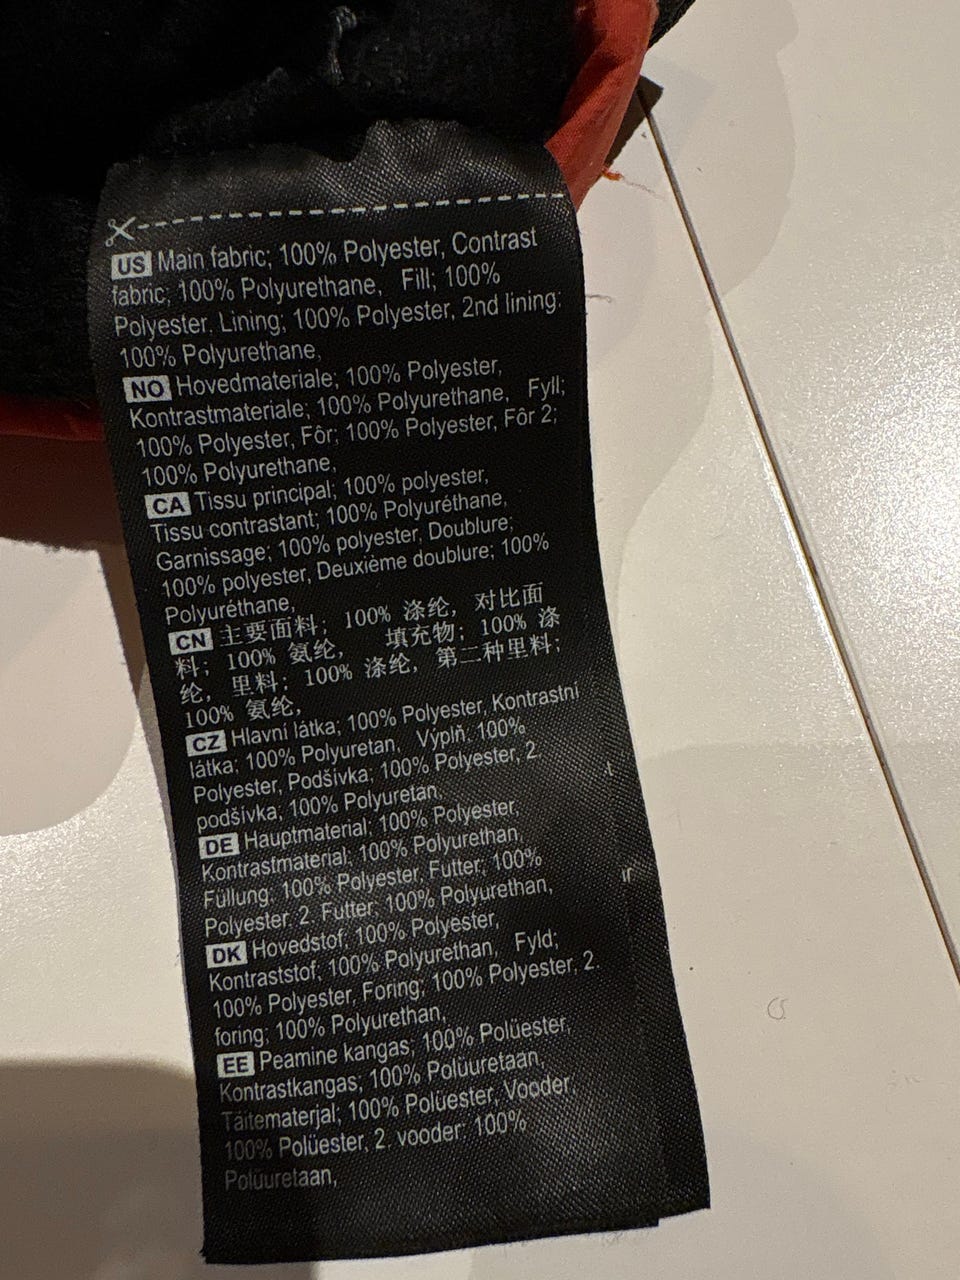 US Main fabric; 100% Polyester, Contrast
fabric; 100% Polyurethane, Fill; 100%
Polyester. Lining; 100% Polyester, 2nd lining:
100% Polyurethane,
NO Hovedmateriale; 100% Polyester,
Kontrastmateriale; 100% Polyurethane, Fyll;
100% Polyester, Fôr; 100% Polyester, Fôr 2;
100% Polyurethane,
CA Tissu principal; 100% polyester,
Tissu contrastant; 100% Polyuréthane,
Garnissage; 100% polyester, Doublure;
100% polyester, Deuxième doublure; 100%
Polyuréthane,
CN 主要面料; 100% 涤纶, 对比面
料; 100% 氨纶, 填充物; 100% 涤
纶, 里料; 100% 涤纶, 第二种里料;
100% 氨纶,
CZ Hlavní látka; 100% Polyester, Kontrastní
látka; 100% Polyuretan, Výplň. 100%
Polyester, Podšívka; 100% Polyester, 2.
podšívka; 100% Polyuretan,
DE Hauptmaterial; 100% Polyester,
Kontrastmaterial; 100% Polyurethan,
Füllung; 100% Polyester, Futter; 100%
Polyester. 2. Futter; 100% Polyurethan,
DK Hovedstof; 100% Polyester,
Kontraststof; 100% Polyurethan, Fyld;
100% Polyester, Foring; 100% Polyester, 2.
foring; 100% Polyurethan,
EE Peamine kangas; 100% Polüester,
Kontrastkangas; 100% Polüuretaan,
Täitematerjal; 100% Polüester, Vooder;
100% Polüester, 2. vooder: 100%
Polüuretaan,